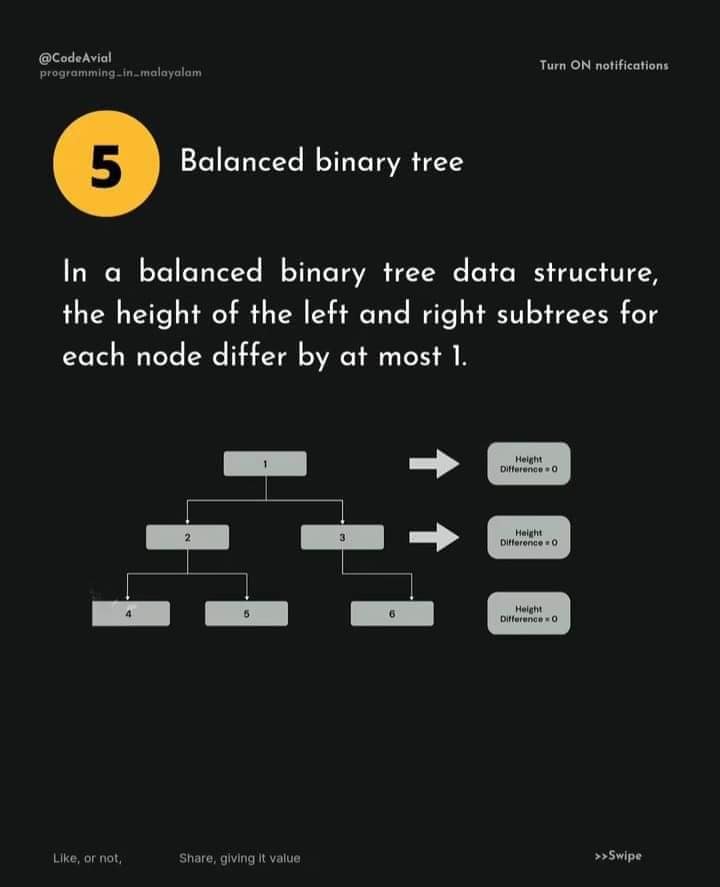 @CodeAvial
programming_in_malayalam
Turn ON notifications
5
Balanced binary tree
In a balanced binary tree data structure,
the height of the left and right subtrees for
each node differ by at most 1.
1
Height
Difference = 0
2
3
Height
Difference = 0
4
5
6
Height
Difference = 0
Like, or not,
Share, giving it value
>>Swipe